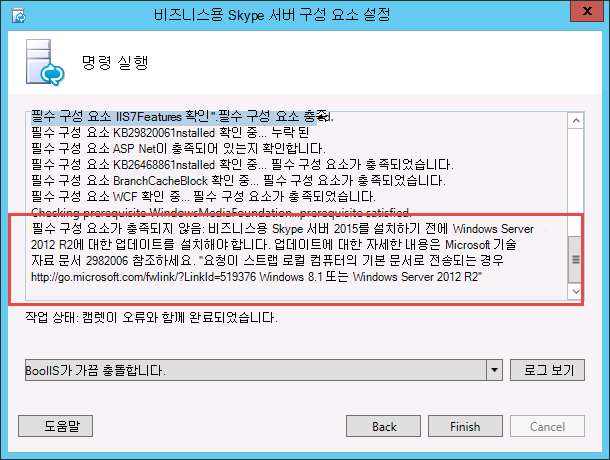 비즈니스용 Skype 서버 구성 요소 설정
x
명령 실행
필수 구성 요소 IIS7Features 확인".필수 구성 요소 충족d.
필수 구성 요소 KB29820061nstalled 확인 중... 누락 된
필수 구성 요소 ASP Net이 충족되어 있는지 확인합니다.
필수 구성 요소 KB26468861nstalled 확인 중... 필수 구성 요소가 충족되었습니다.
필수 구성 요소 BranchCacheBlock 확인 중... 필수 구성 요소가 충족되었습니다.
필수 구성 요소 WCF 확인 중... 필수 구성 요소가 충족되었습니다.
Checking prerequisite WindowsMediaFoundation...prerequisite satisfied.
필수 구성 요소가 충족되지 않음: 비즈니스용 Skype 서버 2015를 설치하기 전에 Windows Server
2012 R2에 대한 업데이트를 설치해야 합니다. 업데이트에 대한 자세한 내용은 Microsoft 기술
자료 문서 2982006 참조하세요. "요청이 스트랩 로컬 컴퓨터의 기본 문서로 전송되는 경우
http://go.microsoft.com/fwlink/?LinkId=519376 Windows 8.1 또는 Windows Server 2012 R2"
작업 상태: 캠렛이 오류와 함께 완료되었습니다.
BoolIS가 가끔 충돌합니다.
로그 보기
도움말
Back
Finish
Cancel